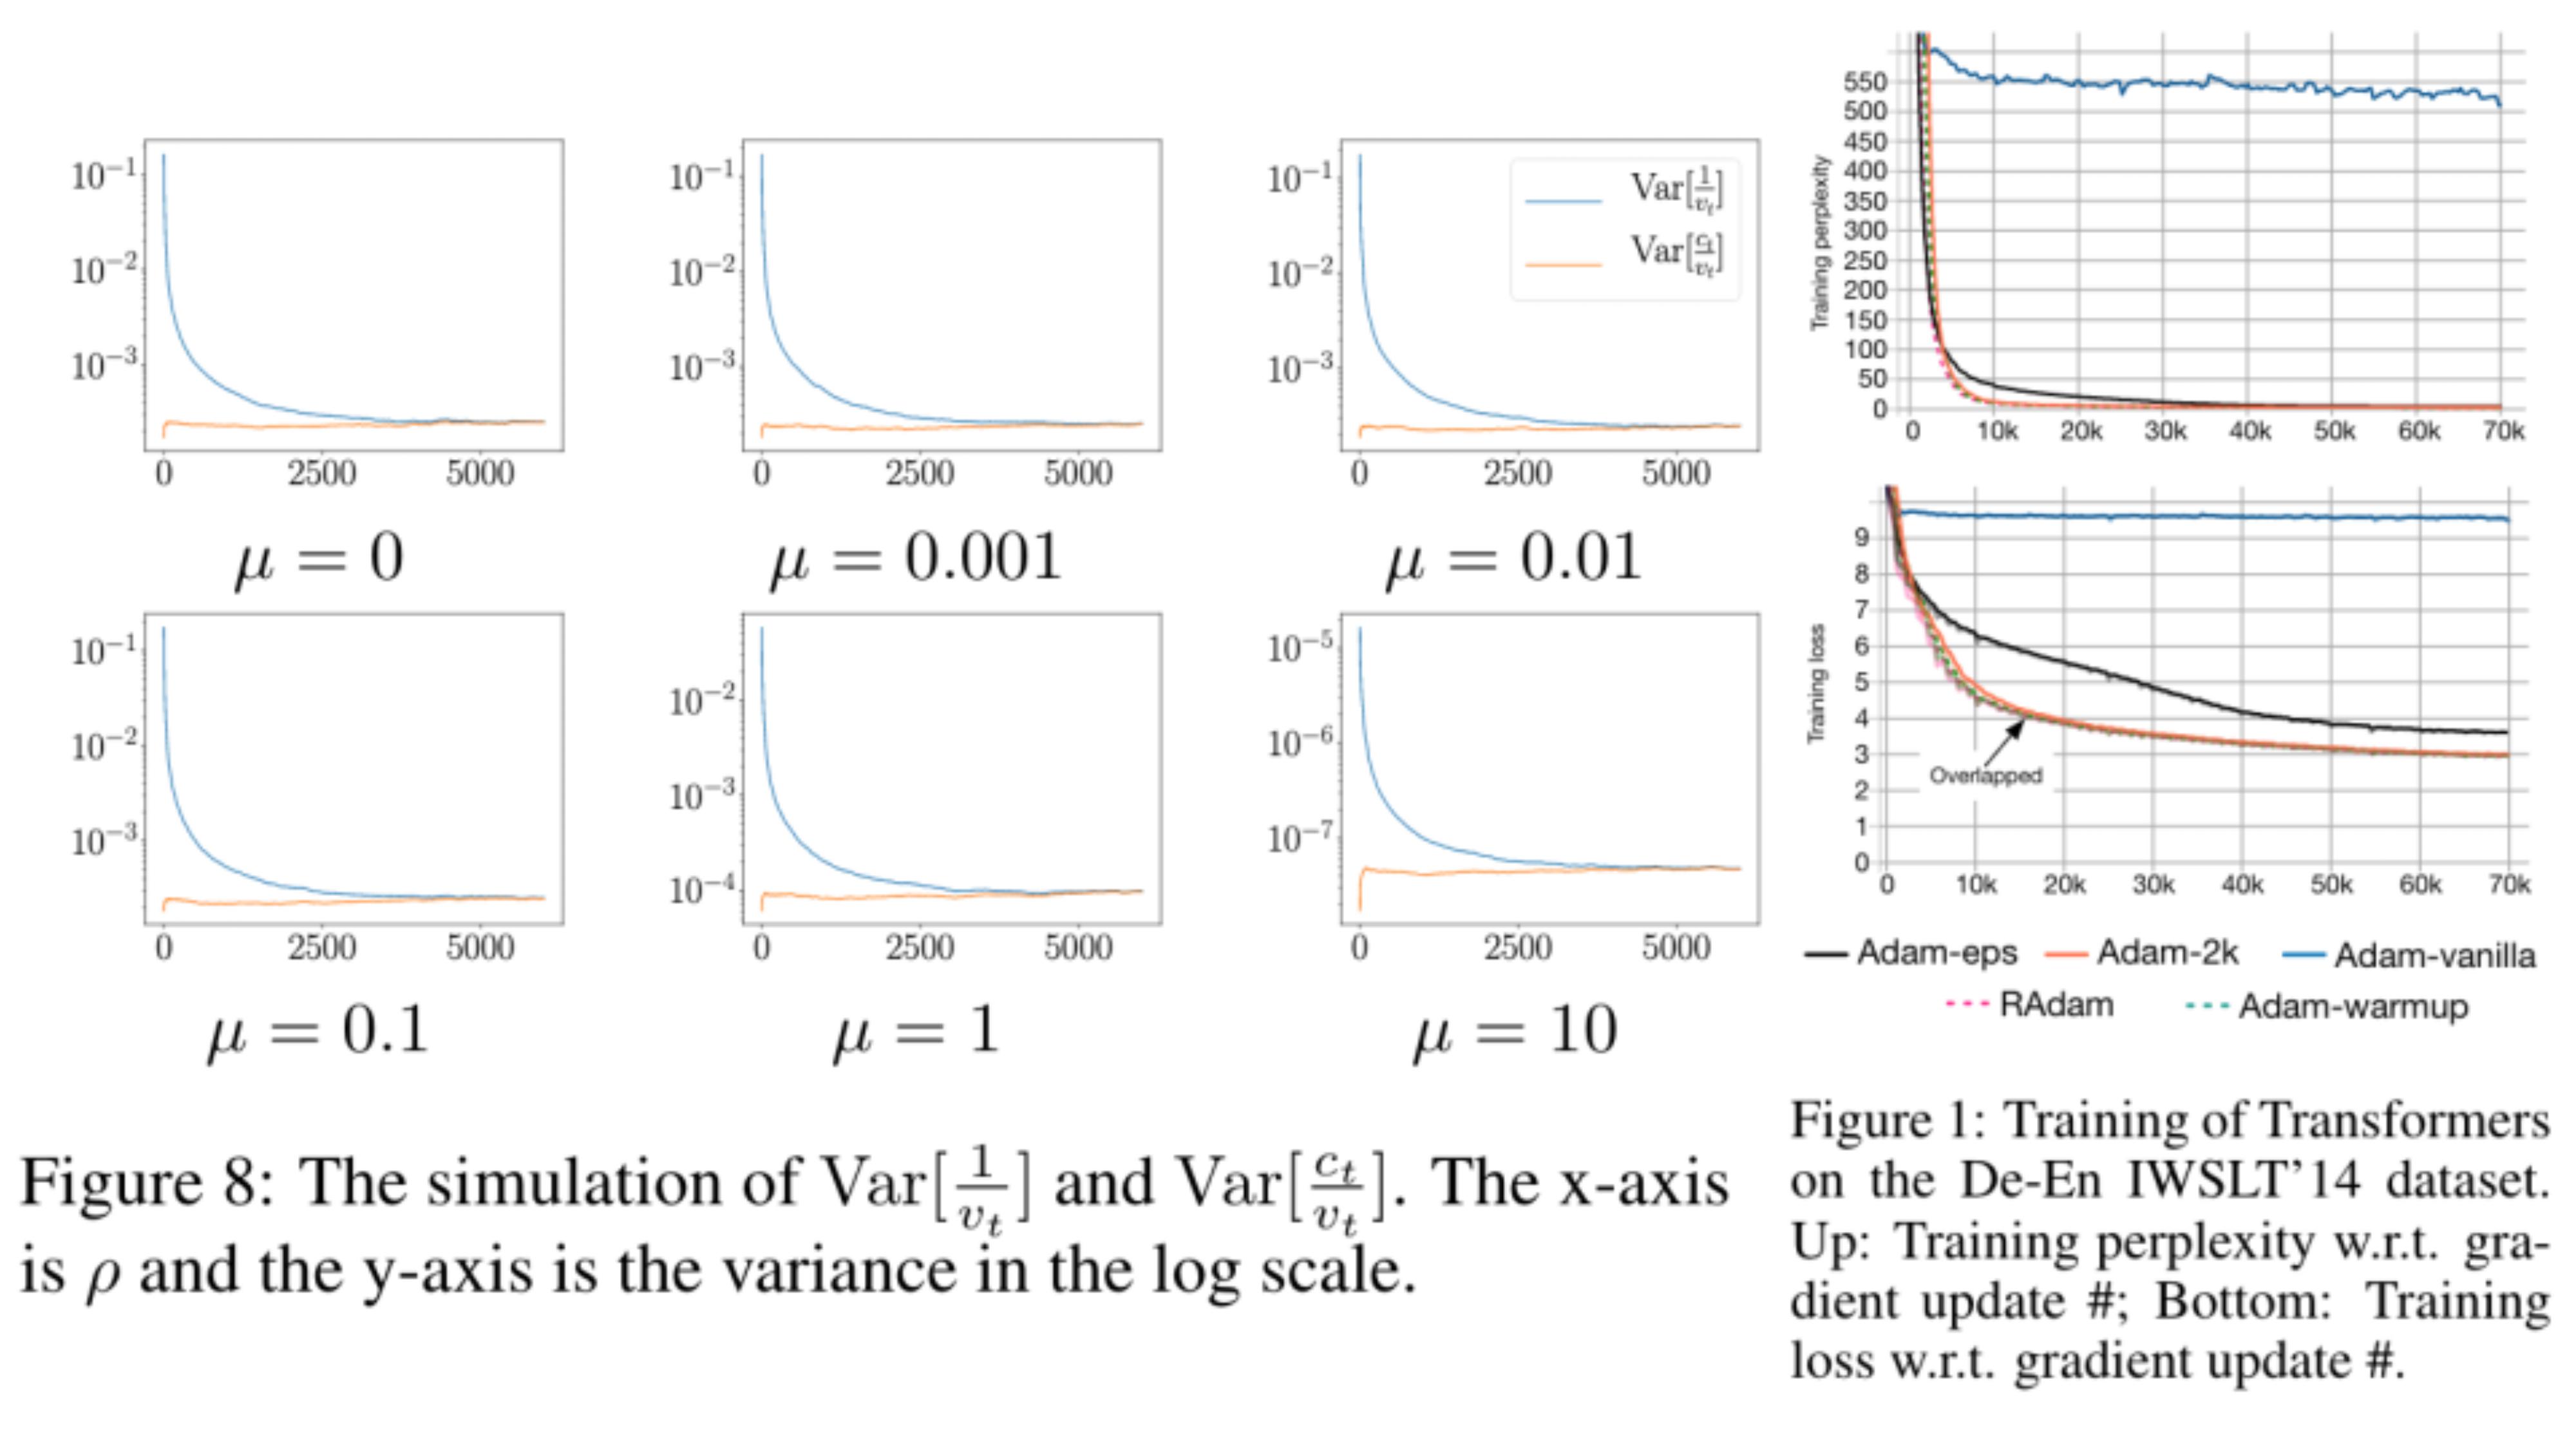 10^{-1}
10^{-2}
10^{-3}
0 2500 5000
μ = 0
10^{-1}
10^{-2}
10^{-3}
0 2500 5000
μ = 0.001
10^{-1}
10^{-2}
10^{-3}
Var[\frac{1}{v_t}]
Var[\frac{c_t}{v_t}]
0 2500 5000
μ = 0.01
10^{-1}
10^{-2}
10^{-3}
0 2500 5000
μ = 0.1
10^{-2}
10^{-3}
10^{-4}
0 2500 5000
μ = 1
10^{-5}
10^{-6}
10^{-7}
0 2500 5000
μ = 10
Figure 8: The simulation of Var[\frac{1}{v_t}] and Var[\frac{c_t}{v_t}]. The x-axis
is ρ and the y-axis is the variance in the log scale.
Training perplexity
550
500
450
400
350
300
250
200
150
100
50
0
0 10k 20k 30k 40k 50k 60k 70k
Training loss
9
8
7
6
5
4
3
2
1
0
Overlapped
0 10k 20k 30k 40k 50k 60k 70k
Adam-eps Adam-2k Adam-vanilla
RAdam Adam-warmup
Figure 1: Training of Transformers
on the De-En IWSLT'14 dataset.
Up: Training perplexity w.r.t. gra-
dient update #; Bottom: Training
loss w.r.t. gradient update #.